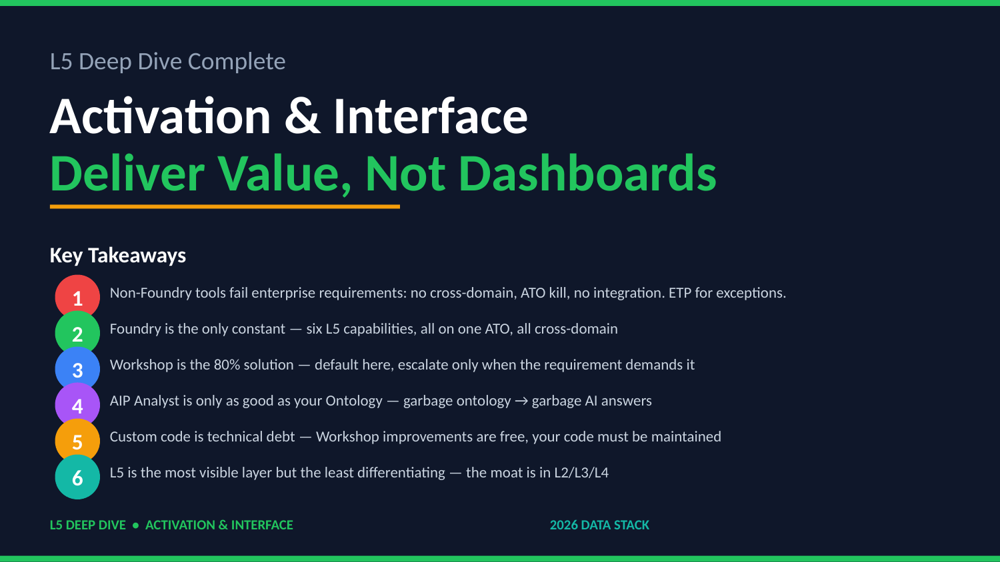 L5 Deep Dive Complete
Activation & Interface
Deliver Value, Not Dashboards
Key Takeaways
1 Non-Foundry tools fail enterprise requirements: no cross-domain, ATO kill, no integration. ETP for exceptions.
2 Foundry is the only constant — six L5 capabilities, all on one ATO, all cross-domain
3 Workshop is the 80% solution — default here, escalate only when the requirement demands it
4 AIP Analyst is only as good as your Ontology — garbage ontology → garbage AI answers
5 Custom code is technical debt — Workshop improvements are free, your code must be maintained
6 L5 is the most visible layer but the least differentiating — the moat is in L2/L3/L4
L5 DEEP DIVE ● ACTIVATION & INTERFACE 2026 DATA STACK